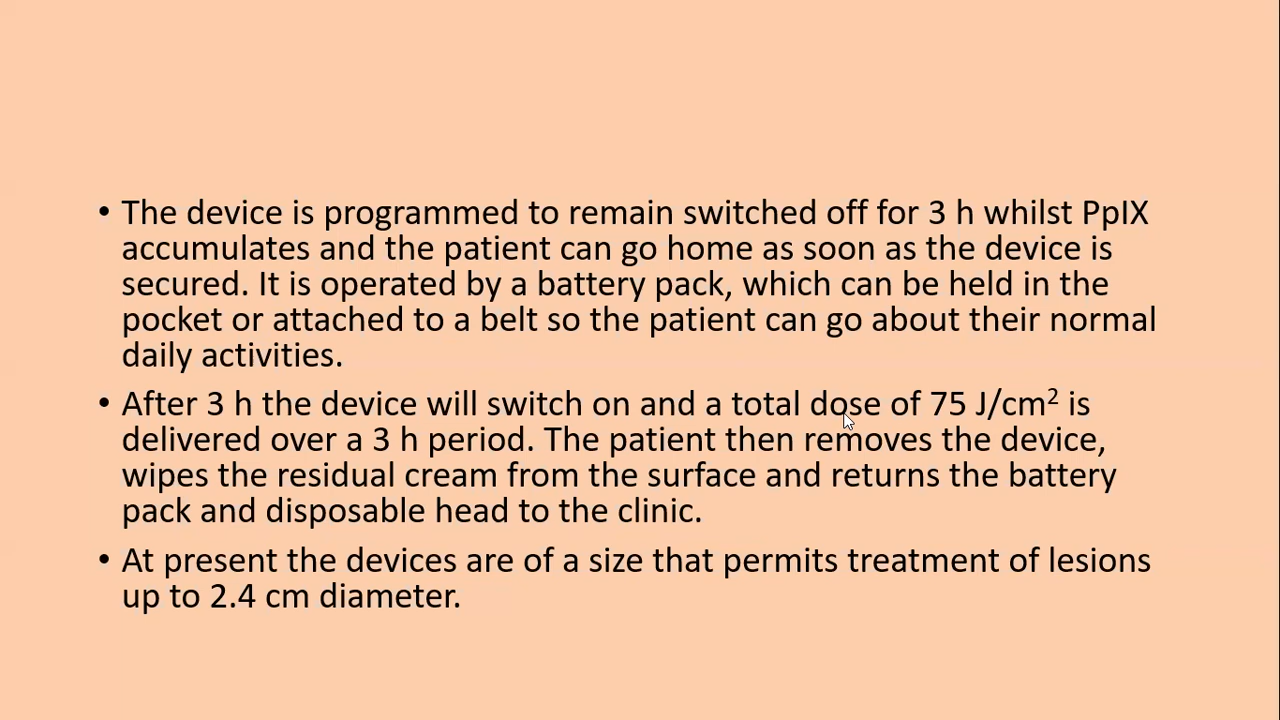 • The device is programmed to remain switched off for 3 h whilst PpIX
accumulates and the patient can go home as soon as the device is
secured. It is operated by a battery pack, which can be held in the
pocket or attached to a belt so the patient can go about their normal
daily activities.
• After 3 h the device will switch on and a total dose of 75 J/cm² is
delivered over a 3 h period. The patient then removes the device,
wipes the residual cream from the surface and returns the battery
pack and disposable head to the clinic.
• At present the devices are of a size that permits treatment of lesions
up to 2.4 cm diameter.